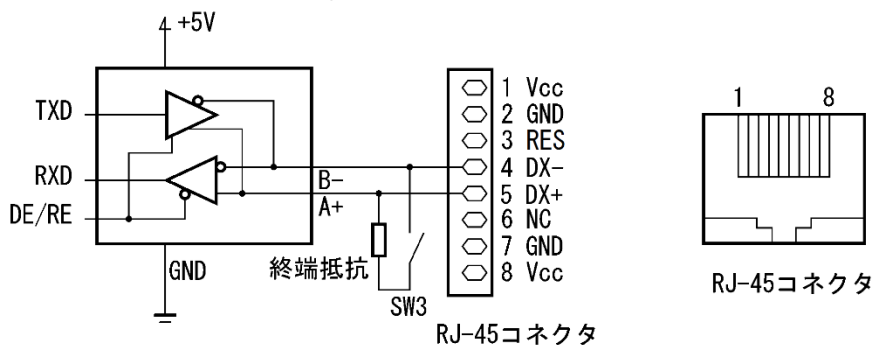 +5V
TXD
RXD
DE/RE
GND
B-
A+
終端抵抗
SW3
1 Vcc
2 GND
3 RES
4 DX-
5 DX+
6 NC
7 GND
8 Vcc
RJ-45コネクタ
1 8
RJ-45コネクタ